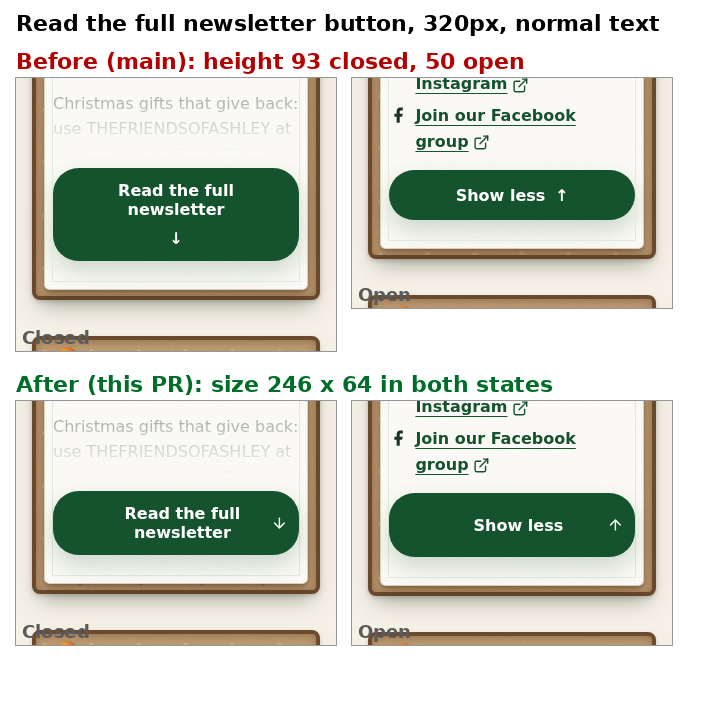 Read the full newsletter button, 320px, normal text
Before (main): height 93 closed, 50 open
Christmas gifts that give back:
use THEFRIENDSOFASHLEY at
Read the full
newsletter
↓
Closed
Instagram
Join our Facebook
group
Show less ↑
Open
After (this PR): size 246 x 64 in both states
Christmas gifts that give back:
use THEFRIENDSOFASHLEY at
Read the full
newsletter ↓
Closed
Instagram
Join our Facebook
group
Show less ↑
Open